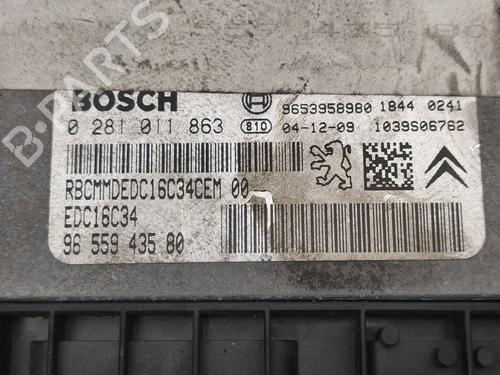 B-PARTS
BOSCH
9653958980 1844 0241
0 281 011 863 810 04-12-09 1039S06762
RBCMMDEDC16C34CEM 00
EDC16C34
96 559 435 80